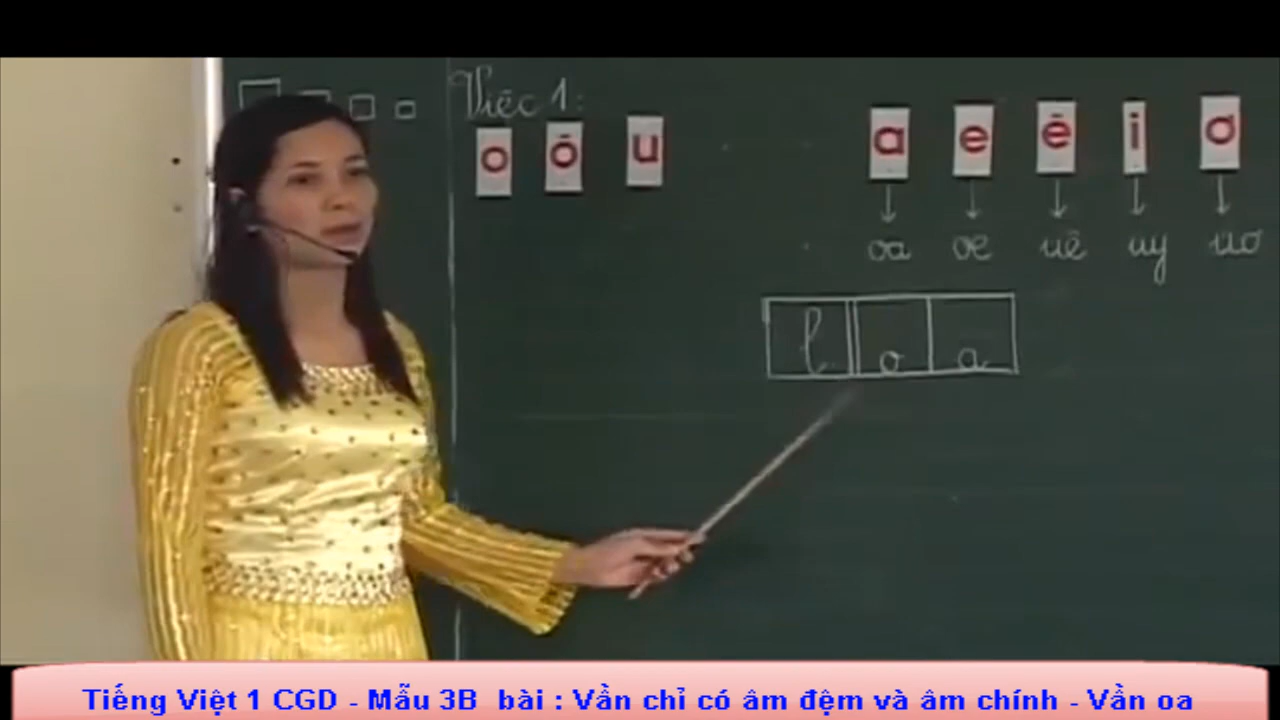 Việc 1:
o ô u a e ê i ơ
oa oe uê uy uơ
l o a
Tiếng Việt 1 CGD - Mẫu 3B bài : Vần chỉ có âm đệm và âm chính - Vần oa